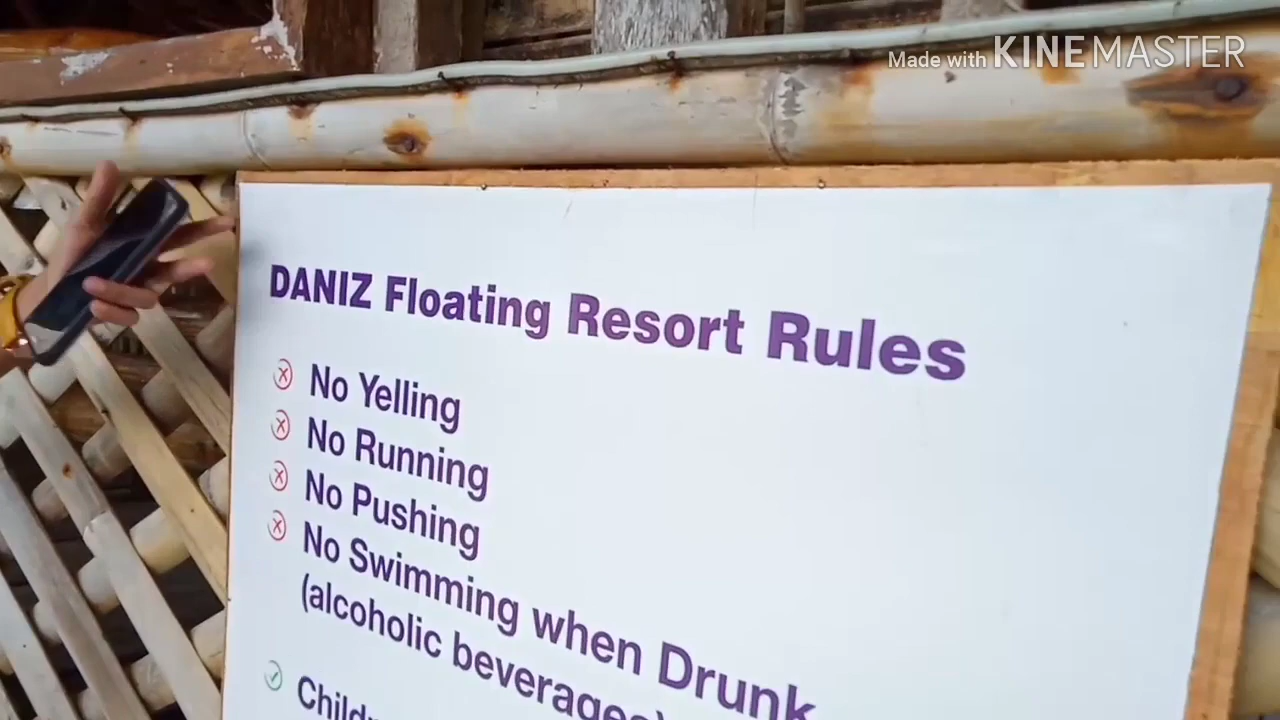 Made with KINEMASTER
DANIZ Floating Resort Rules
No Yelling
No Running
No Pushing
No Swimming when Drunk
(alcoholic beverages)